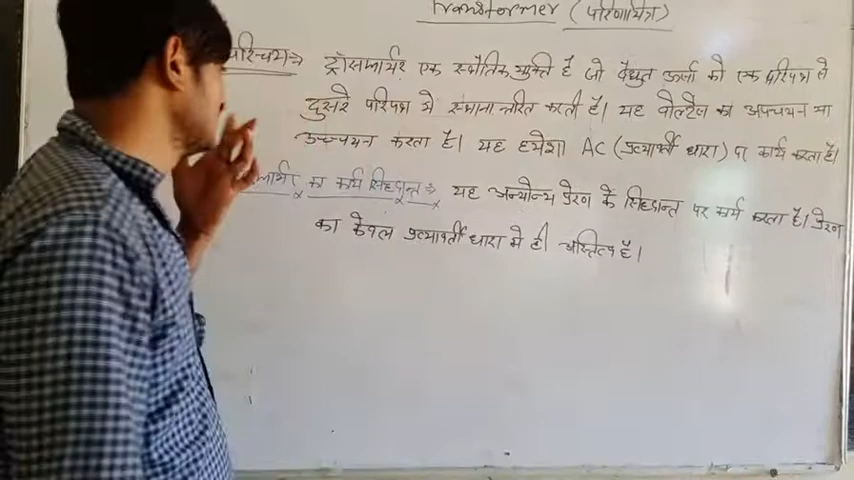 Transformer (परिणामित्र)
परिचय⇒ ट्रॉसफार्मर एक स्थैतिक युक्ति है जो वैद्युत ऊर्जा को एक परिपथ से
दुसरे परिपथ में स्थानान्तरित करती है। यह वोल्टेज का अपचयन या
उच्चयन करता है। यह हमेशा AC (प्रत्यावर्ती धारा) पर कार्य करता है।
का कार्य सिद्धान्त⇒ यह अन्योन्य प्रेरण के सिद्धान्त पर कार्य करता है। प्रेरण
का केवल प्रत्यावर्ती धारा में ही अस्तित्व है।